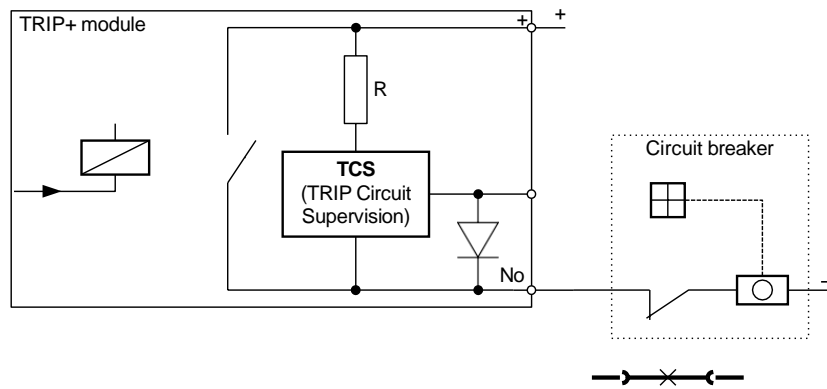 TRIP+ module
+
+
R
TCS
(TRIP Circuit
Supervision)
No
Circuit breaker
-